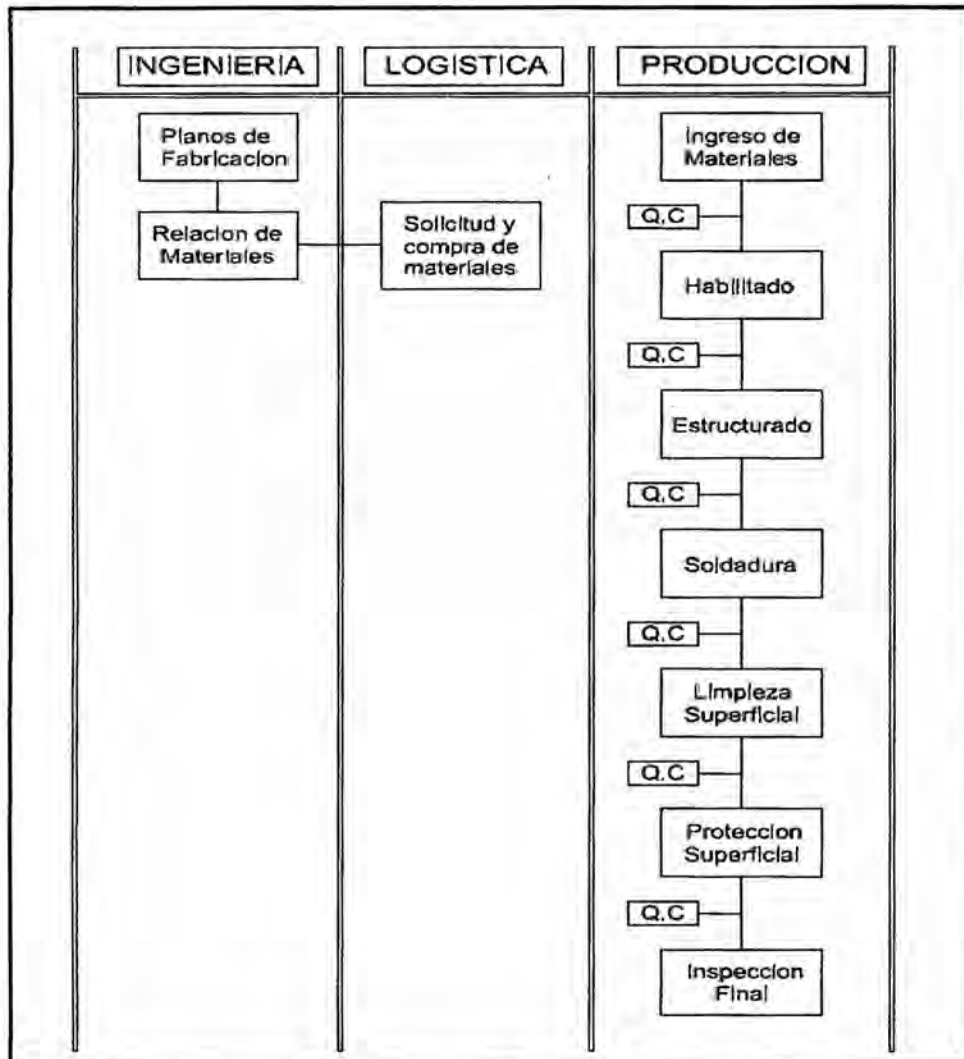 INGENIERIA
LOGISTICA
PRODUCCION
Planos de
Fabricacion
Relacion de
Materiales
Solicitud y
compra de
materiales
Ingreso de
Materiales
Q.C
Habilitado
Q.C
Estructurado
Q.C
Soldadura
Q.C
Limpieza
Superficial
Q.C
Proteccion
Superficial
Q.C
Inspeccion
Final